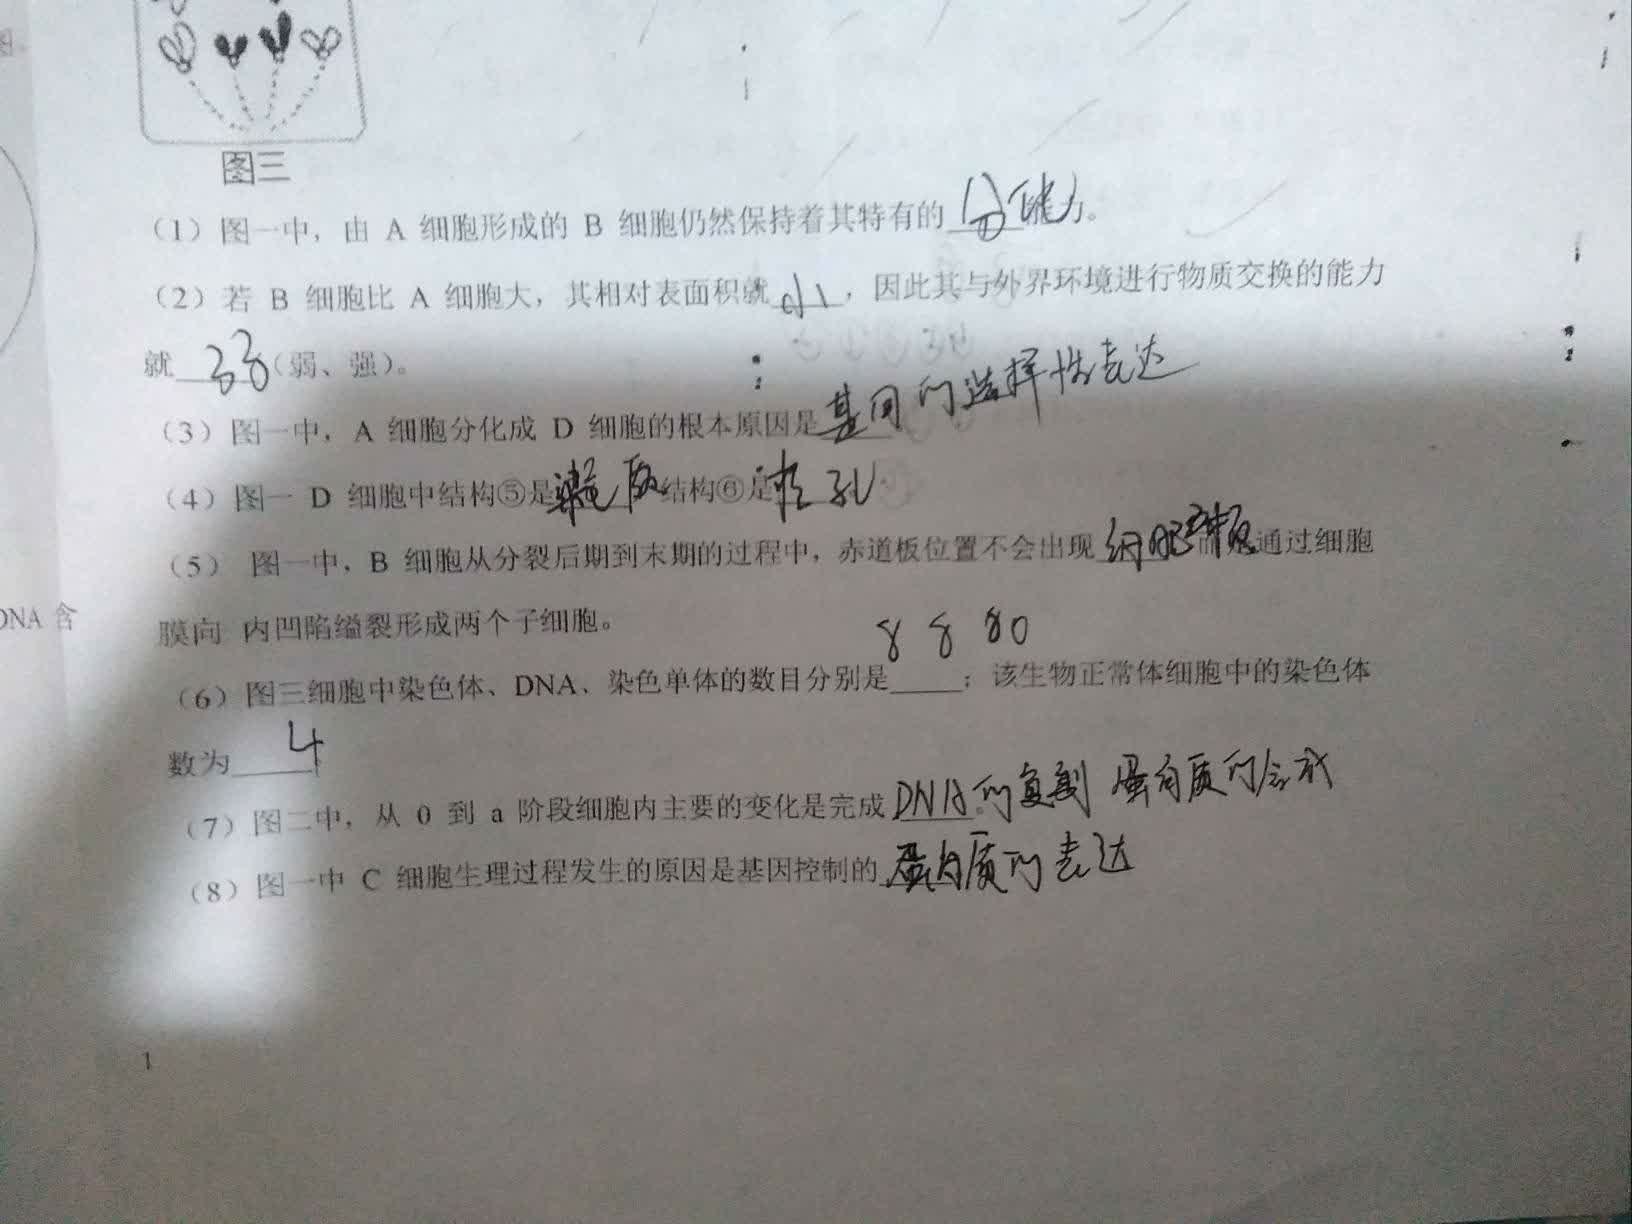 图三
(1) 图一中，由 A 细胞形成的 B 细胞仍然保持着其特有的 能力。
(2) 若 B 细胞比 A 细胞大，其相对表面积就 小，因此其与外界环境进行物质交换的能力
就 弱 (弱、强)。
(3) 图一中，A 细胞分化成 D 细胞的根本原因是 基因的选择性表达
(4) 图一 D 细胞中结构⑤是 染色质 结构⑥是 核孔
(5) 图一中，B 细胞从分裂后期到末期的过程中，赤道板位置不会出现 细胞板 而是通过细胞
DNA 含
膜向 内凹陷缢裂形成两个子细胞。
8 8 0
(6) 图三细胞中染色体、DNA、染色单体的数目分别是____；该生物正常体细胞中的染色体
数为 4
(7) 图二中，从 0 到 a 阶段细胞内主要的变化是完成 DNA的复制 蛋白质的合成
(8) 图一中 C 细胞生理过程发生的原因是基因控制的 蛋白质的表达
1